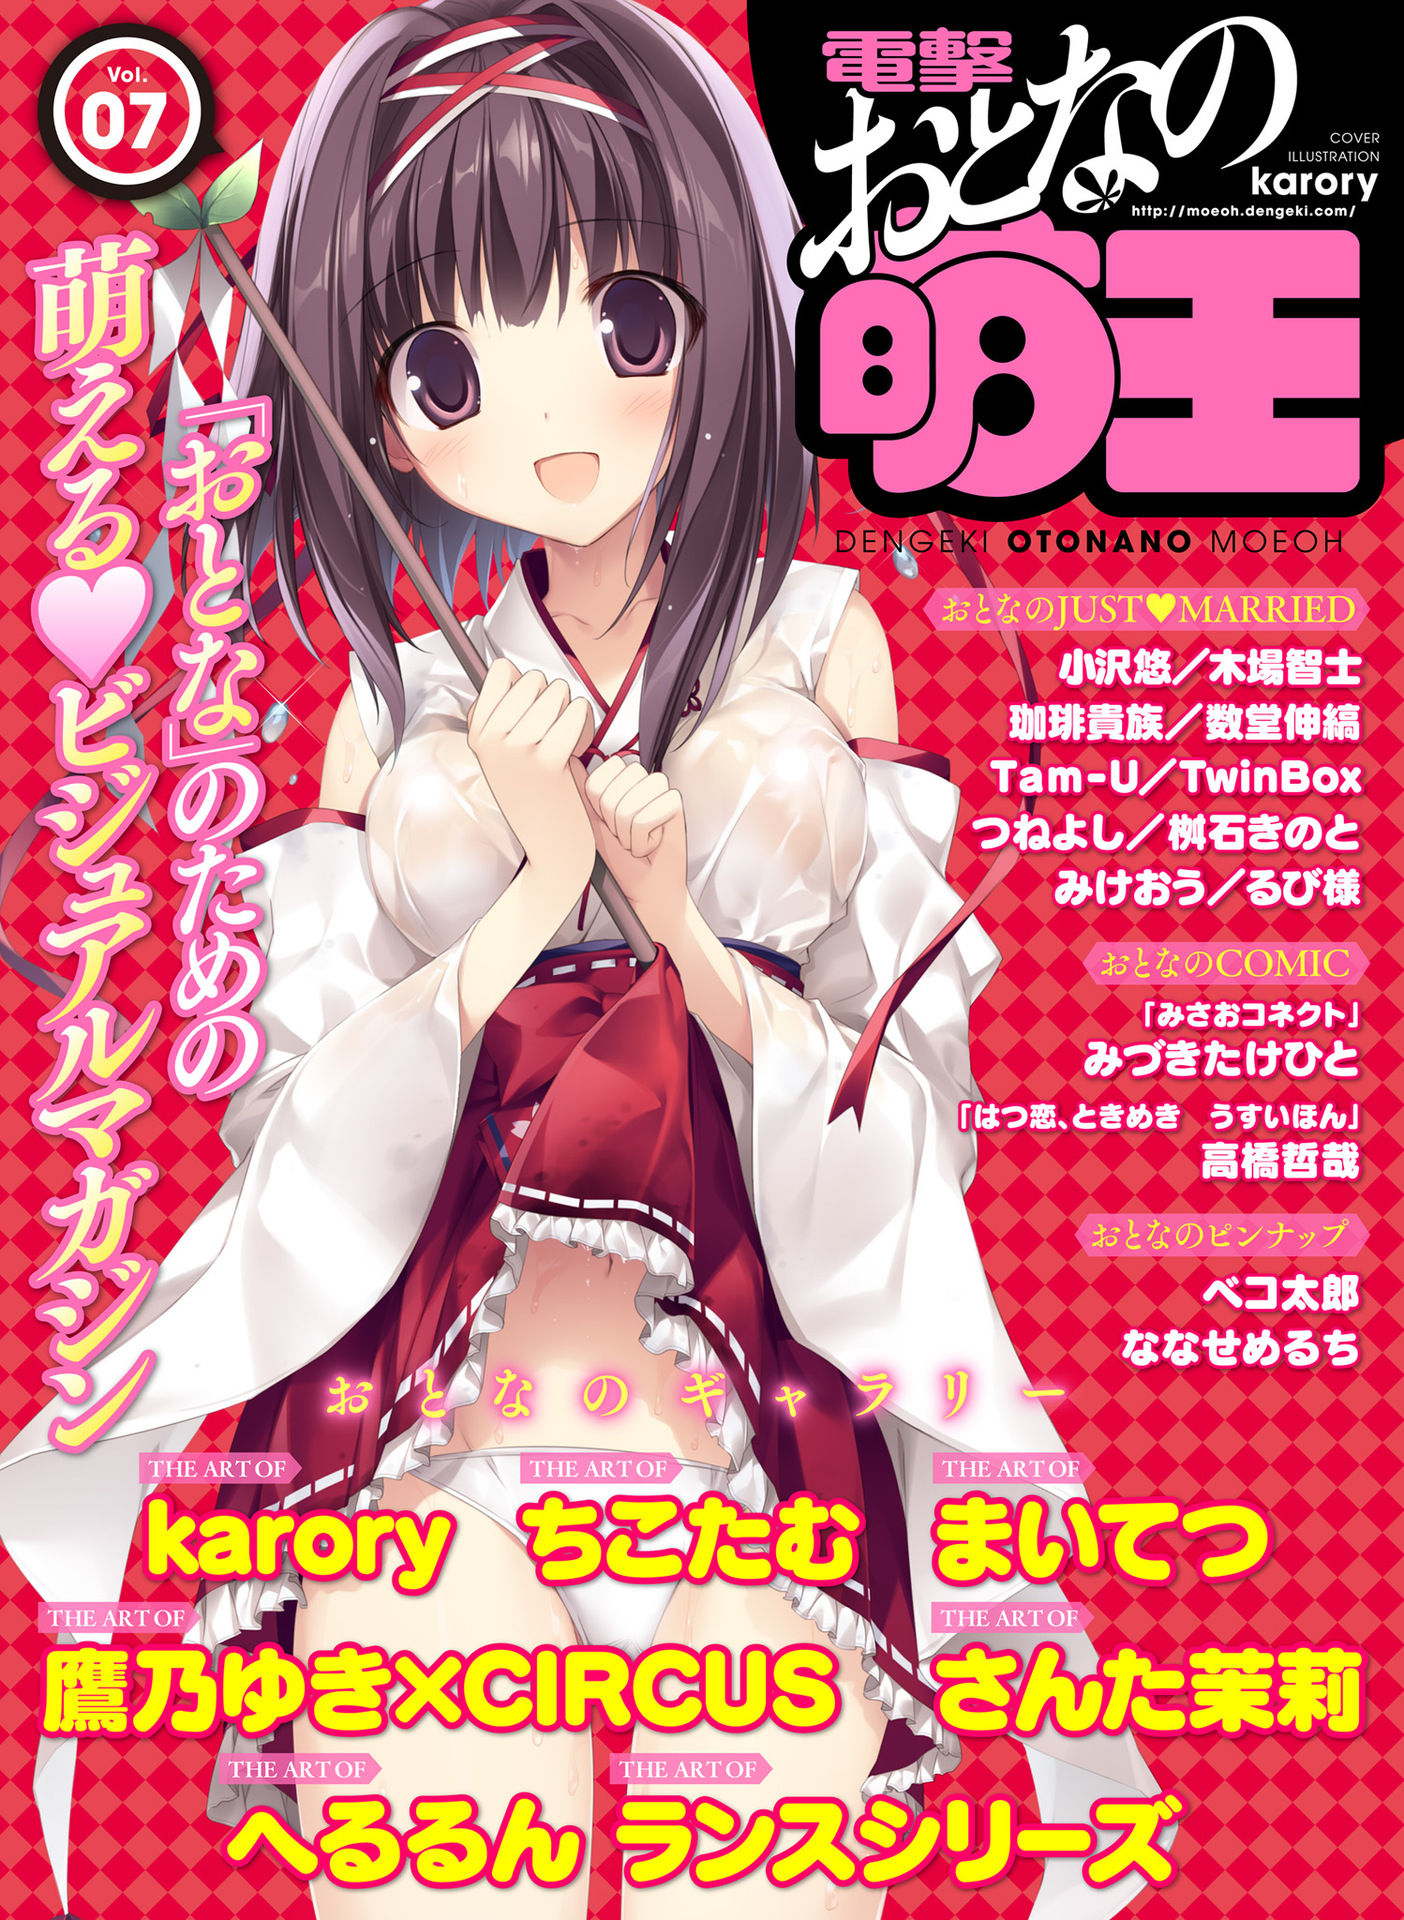 Vol.
07
電撃
おとなの
萌王
COVER
ILLUSTRATION
karory
http://moeoh.dengeki.com/
DENGEKI OTONANO MOEOH
「おとな」のための
萌える♥ビジュアルマガジン
おとなのJUST♥MARRIED
小沢悠／木場智士
珈琲貴族／数堂伸縞
Tam-U／TwinBox
つねよし／桝石きのと
みけおう／るび様
おとなのCOMIC
「みさおコネクト」
みづきたけひと
「はつ恋、ときめき　うすいほん」
高橋哲哉
おとなのピンナップ
べコ太郎
ななせめるち
おとなのギャラリー
THE ART OF
karory
THE ART OF
ちこたむ
THE ART OF
まいてつ
THE ART OF
鷹乃ゆき×CIRCUS
THE ART OF
さんた茉莉
THE ART OF
へるるん
THE ART OF
ランスシリーズ